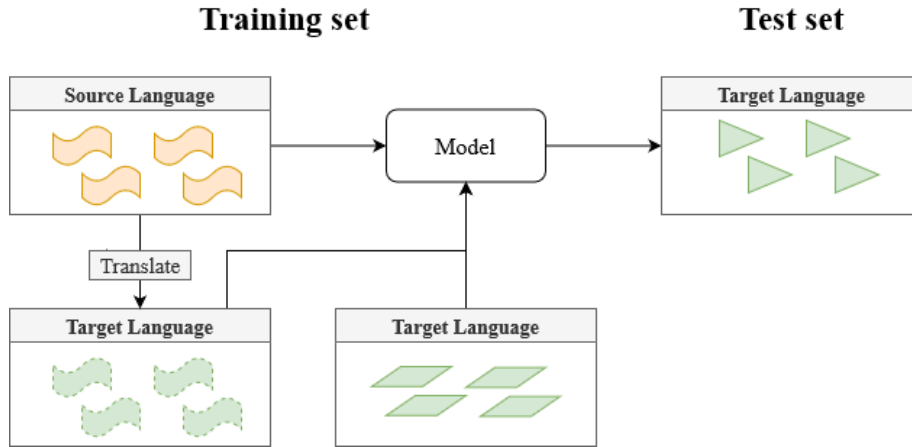 Training set
Test set
Source Language
Target Language
Model
Translate
Target Language
Target Language